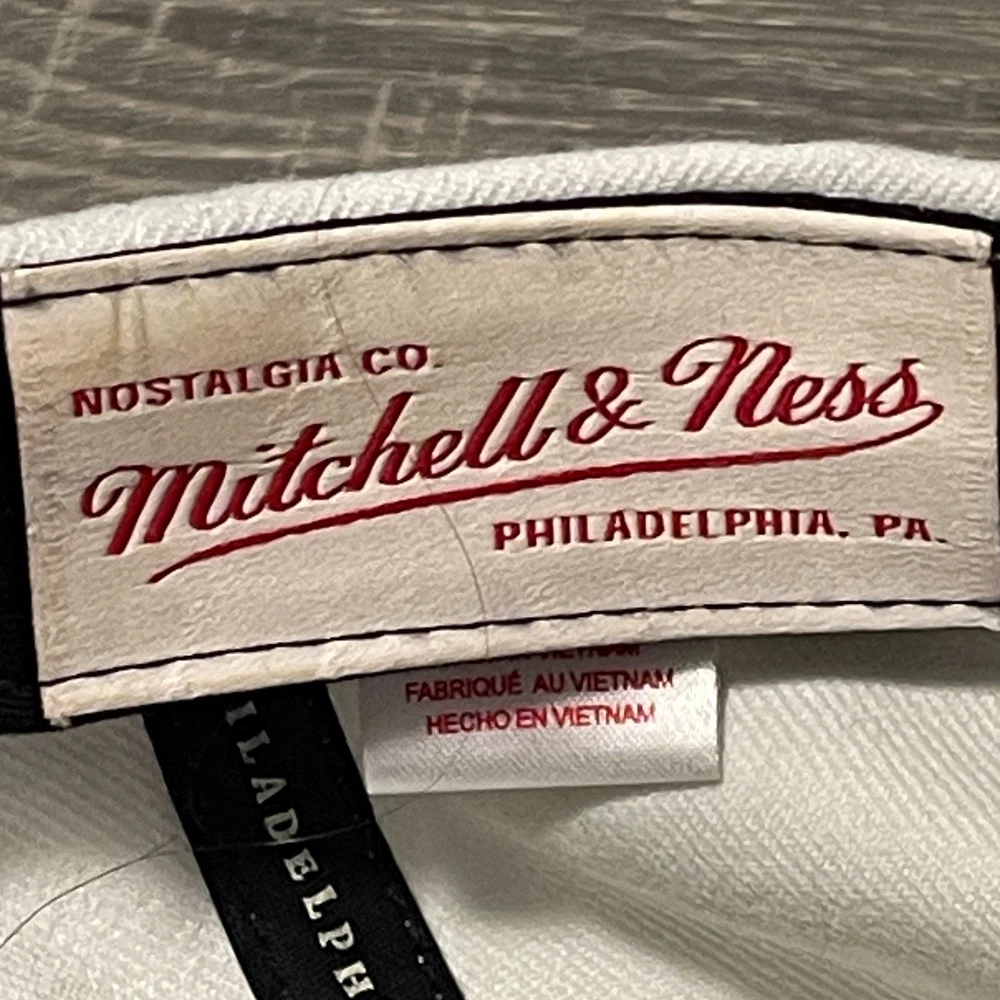 NOSTALGIA CO.
Mitchell & Ness
PHILADELPHIA, PA.
FABRIQUÉ AU VIETNAM
HECHO EN VIETNAM
ILADELPH